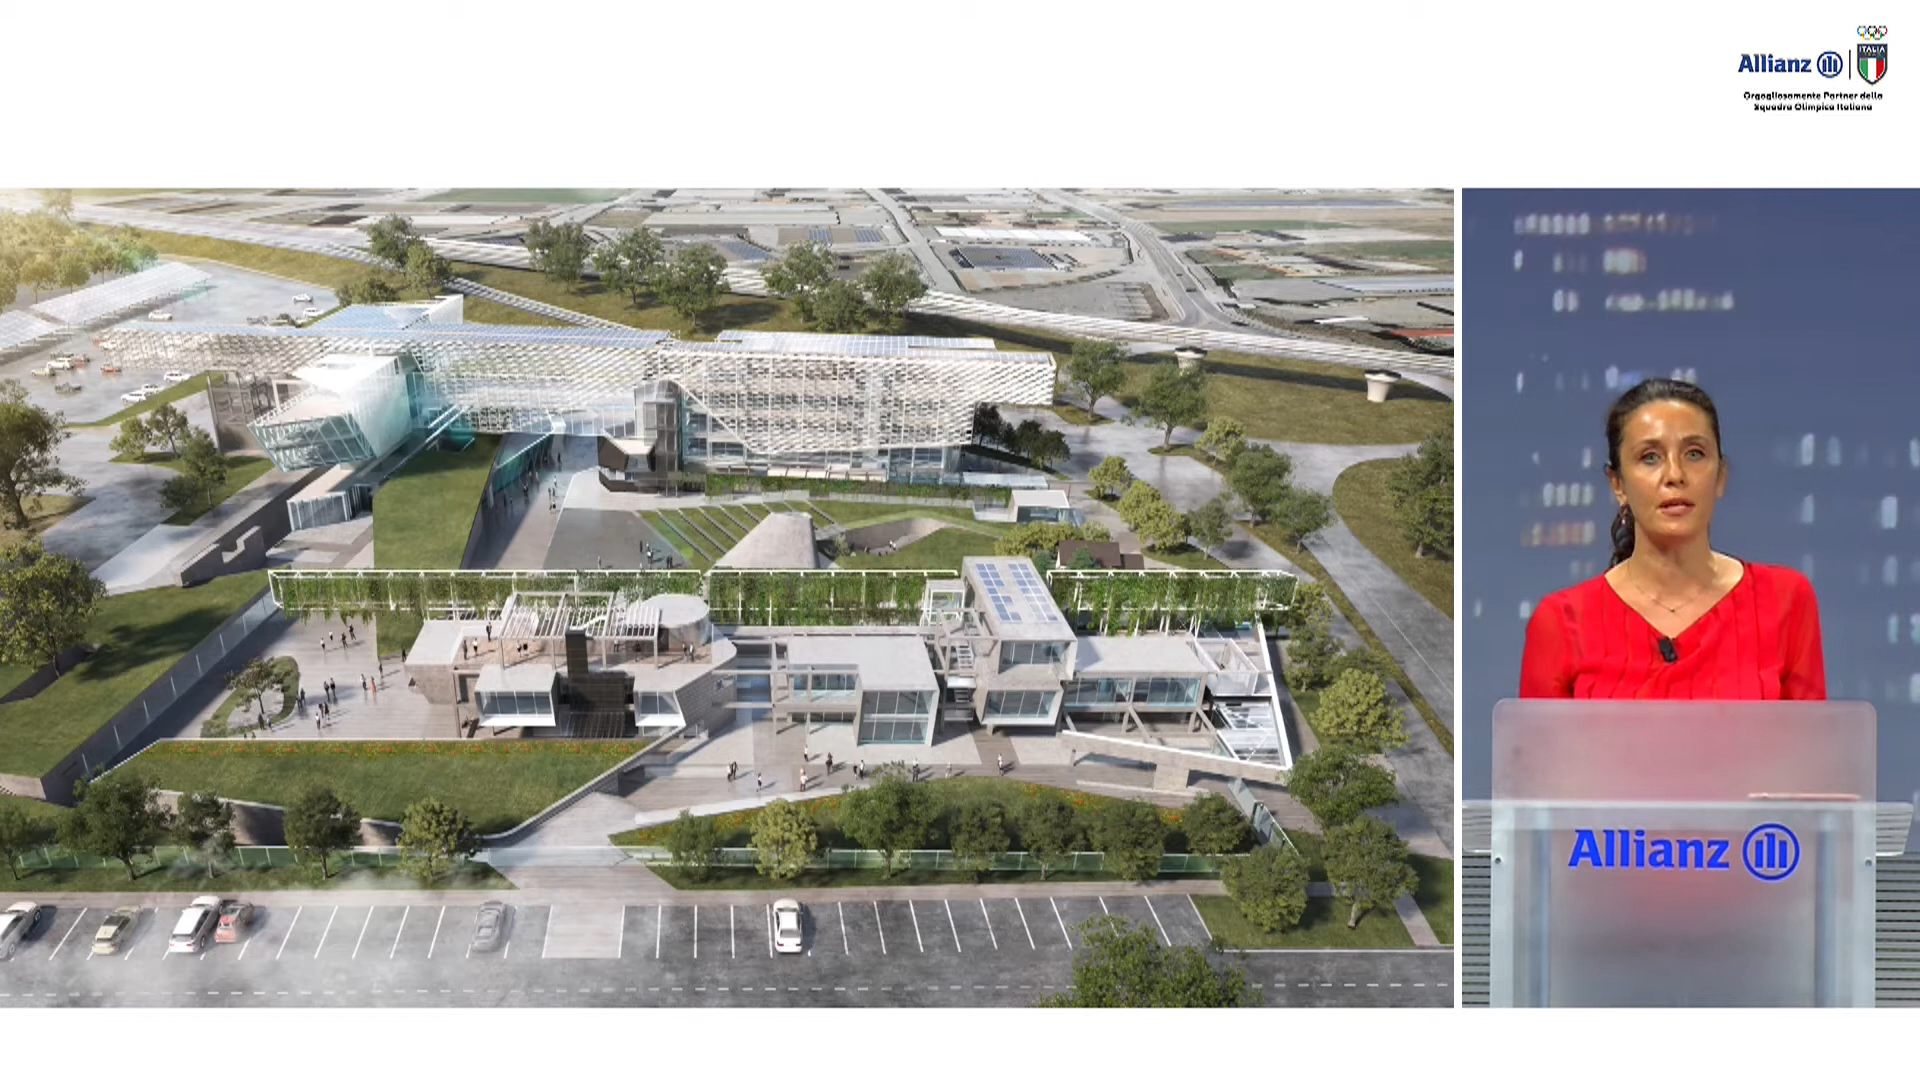 Allianz
ITALIA
Orgogliosamente Partner della
Squadra Olimpica Italiana
Allianz